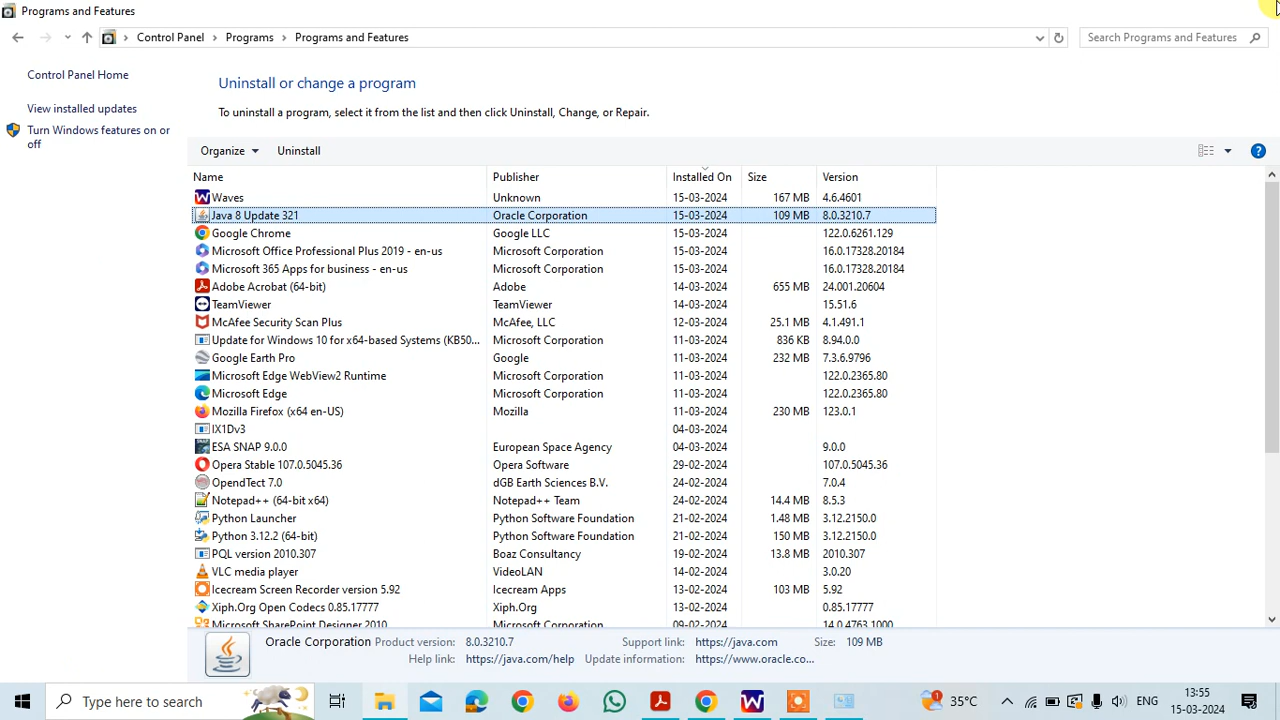 Programs and Features
Control Panel > Programs > Programs and Features
Search Programs and Features
Control Panel Home
View installed updates
Turn Windows features on or
off
Uninstall or change a program
To uninstall a program, select it from the list and then click Uninstall, Change, or Repair.
Organize Uninstall
Name Publisher Installed On Size Version
Waves Unknown 15-03-2024 167 MB 4.6.4601
Java 8 Update 321 Oracle Corporation 15-03-2024 109 MB 8.0.3210.7
Google Chrome Google LLC 15-03-2024 122.0.6261.129
Microsoft Office Professional Plus 2019 - en-us Microsoft Corporation 15-03-2024 16.0.17328.20184
Microsoft 365 Apps for business - en-us Microsoft Corporation 15-03-2024 16.0.17328.20184
Adobe Acrobat (64-bit) Adobe 14-03-2024 655 MB 24.001.20604
TeamViewer TeamViewer 14-03-2024 15.51.6
McAfee Security Scan Plus McAfee, LLC 12-03-2024 25.1 MB 4.1.491.1
Update for Windows 10 for x64-based Systems (KB50... Microsoft Corporation 11-03-2024 836 KB 8.94.0.0
Google Earth Pro Google 11-03-2024 232 MB 7.3.6.9796
Microsoft Edge WebView2 Runtime Microsoft Corporation 11-03-2024 122.0.2365.80
Microsoft Edge Microsoft Corporation 11-03-2024 122.0.2365.80
Mozilla Firefox (x64 en-US) Mozilla 11-03-2024 230 MB 123.0.1
IX1Dv3 04-03-2024
ESA SNAP 9.0.0 European Space Agency 04-03-2024 9.0.0
Opera Stable 107.0.5045.36 Opera Software 29-02-2024 107.0.5045.36
OpendTect 7.0 dGB Earth Sciences B.V. 24-02-2024 7.0.4
Notepad++ (64-bit x64) Notepad++ Team 24-02-2024 14.4 MB 8.5.3
Python Launcher Python Software Foundation 21-02-2024 1.48 MB 3.12.2150.0
Python 3.12.2 (64-bit) Python Software Foundation 21-02-2024 150 MB 3.12.2150.0
PQL version 2010.307 Boaz Consultancy 19-02-2024 13.8 MB 2010.307
VLC media player VideoLAN 14-02-2024 3.0.20
Icecream Screen Recorder version 5.92 Icecream Apps 13-02-2024 103 MB 5.92
Xiph.Org Open Codecs 0.85.17777 Xiph.Org 13-02-2024 0.85.17777
Microsoft SharePoint Designer 2010 Microsoft Corporation 09-02-2024 14.0.4763.1000
Oracle Corporation Product version: 8.0.3210.7 Support link: https://java.com Size: 109 MB
Help link: https://java.com/help Update information: https://www.oracle.co...
Type here to search
1
35°C
ENG
13:55
15-03-2024